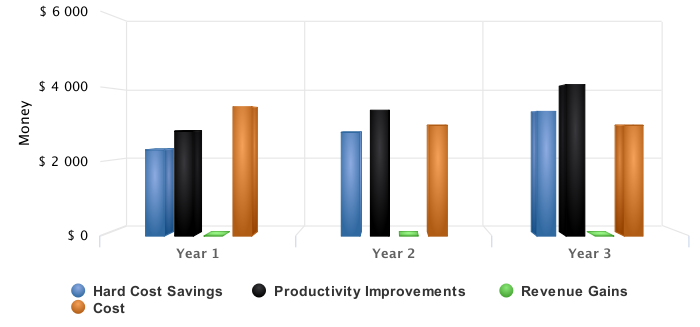 $ 6 000
$ 4 000
$ 2 000
$ 0
Money
Year 1 Year 2 Year 3
Hard Cost Savings Productivity Improvements Revenue Gains
Cost